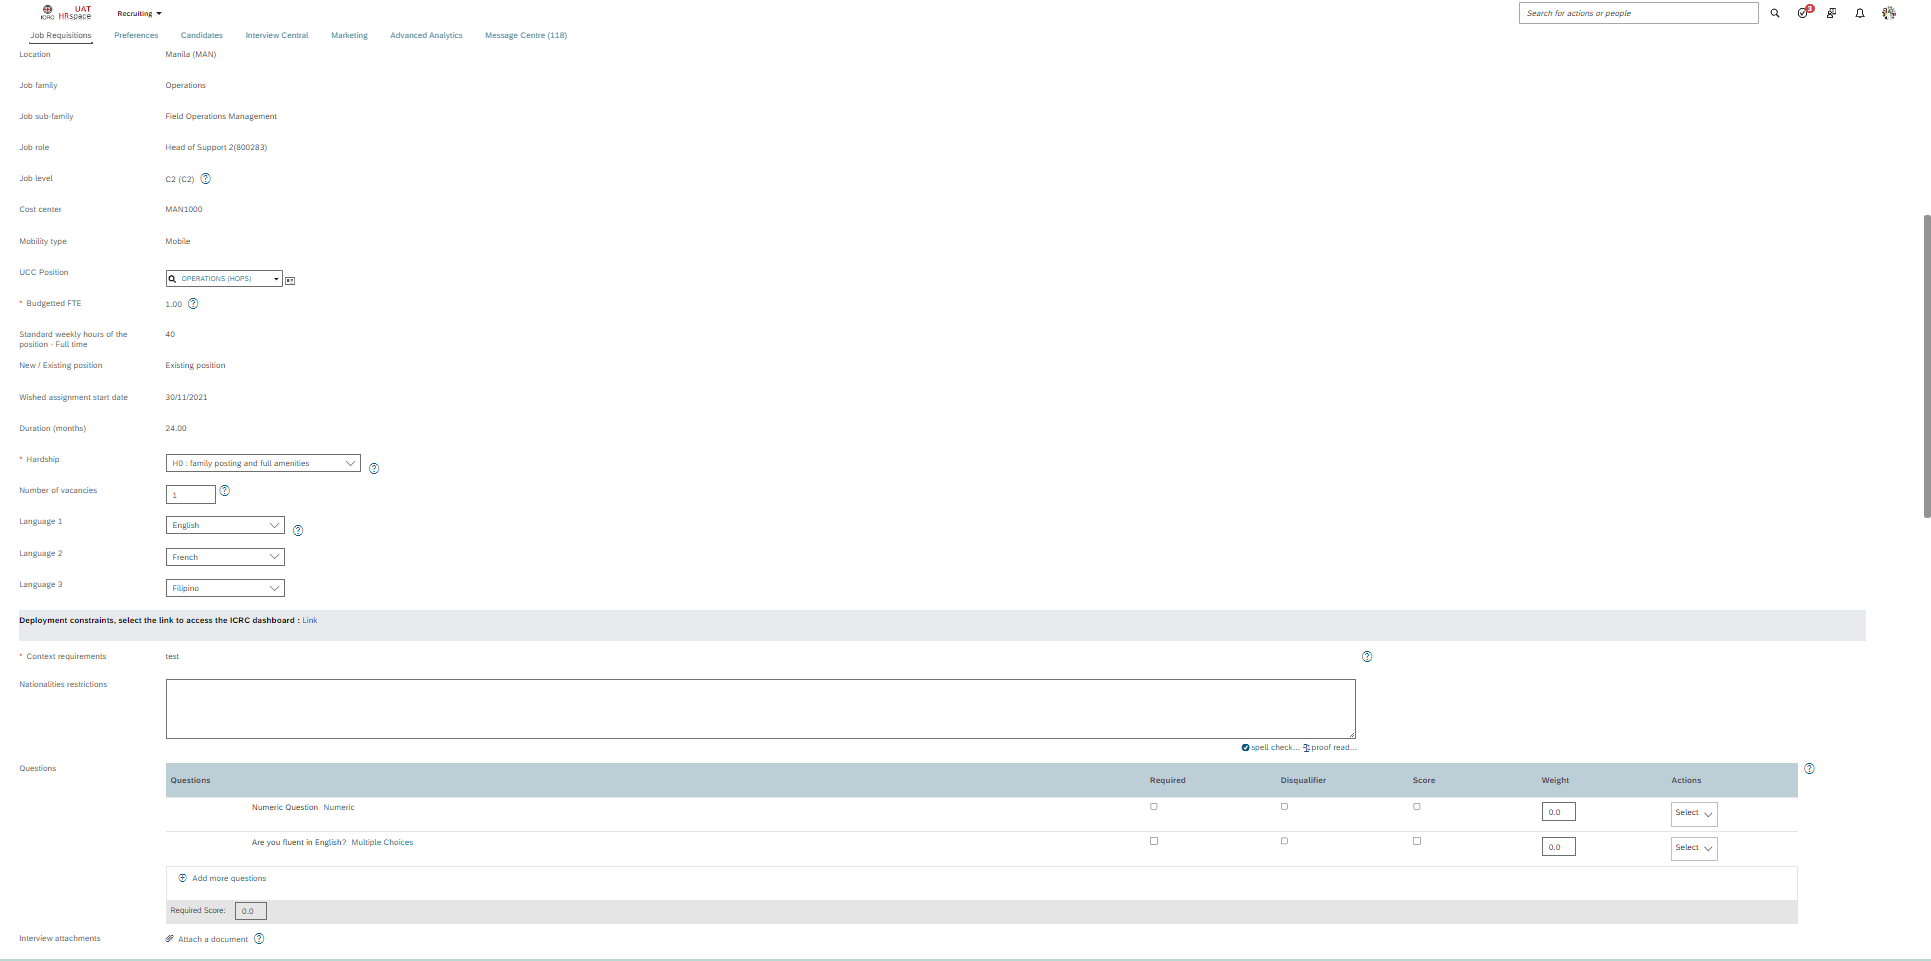 UAT
ICRC HRspace
Recruiting
Search for actions or people
3
Job Requisitions Preferences Candidates Interview Central Marketing Advanced Analytics Message Centre (118)
Location Manila (MAN)
Job family Operations
Job sub-family Field Operations Management
Job role Head of Support 2(800283)
Job level C2 (C2) ?
Cost center MAN1000
Mobility type Mobile
UCC Position OPERATIONS (HOPS)
* Budgetted FTE 1.00 ?
Standard weekly hours of the 40
position - Full time
New / Existing position Existing position
Wished assignment start date 30/11/2021
Duration (months) 24.00
* Hardship H0 : family posting and full amenities ?
Number of vacancies 1 ?
Language 1 English ?
Language 2 French
Language 3 Filipino
Deployment constraints, select the link to access the ICRC dashboard : Link
* Context requirements test ?
Nationalities restrictions
spell check... proof read...
Questions ?
Questions Required Disqualifier Score Weight Actions
Numeric Question Numeric 0.0 Select
Are you fluent in English? Multiple Choices 0.0 Select
Add more questions
Required Score: 0.0
Interview attachments Attach a document ?